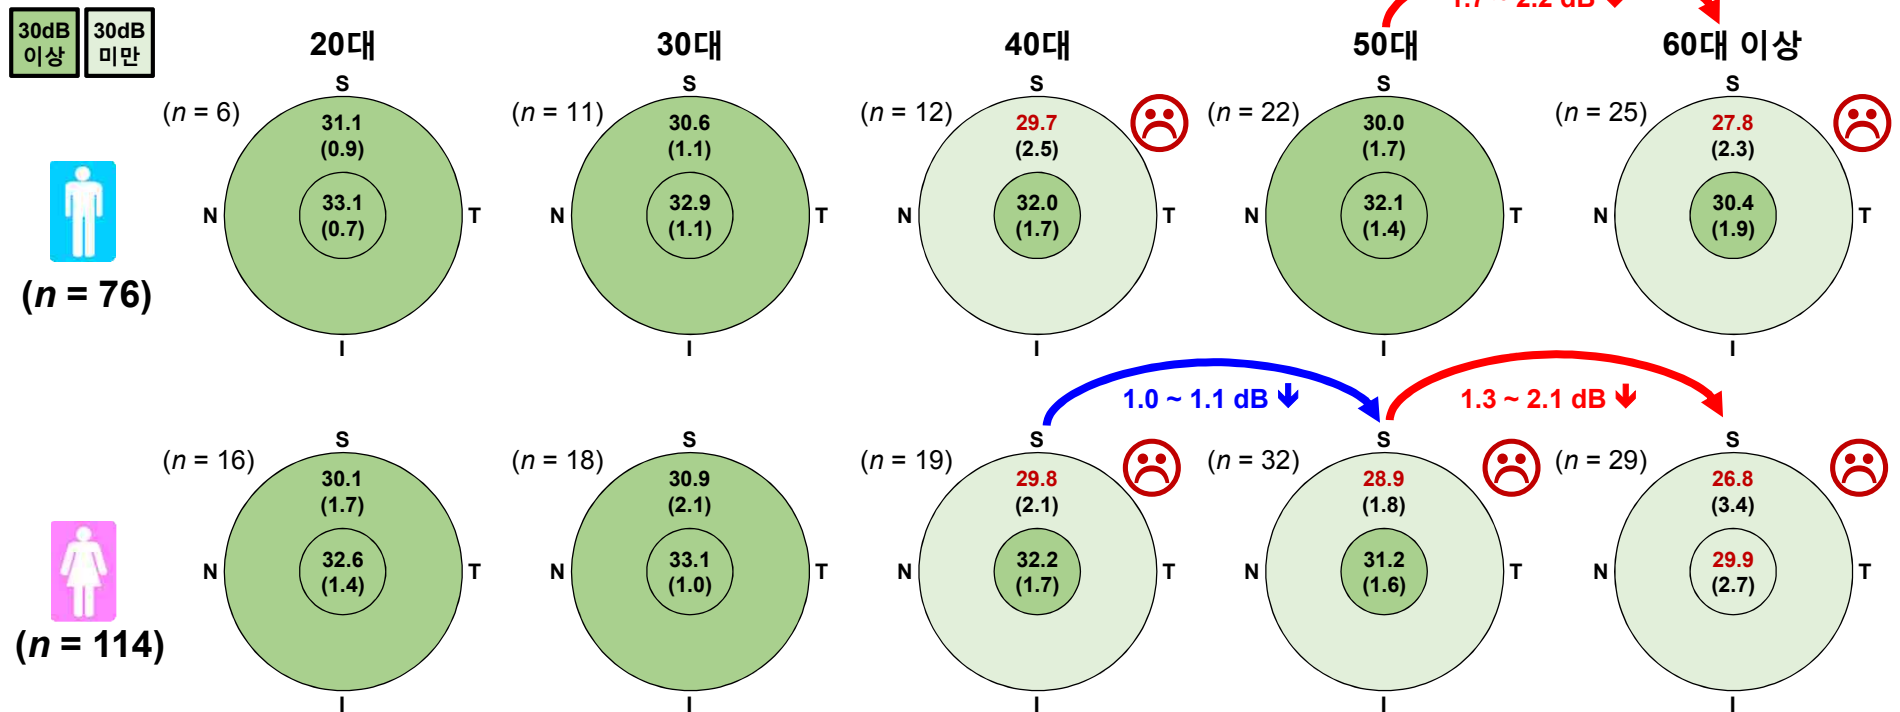 1.7 ~ 2.2 dB
30dB 이상
30dB 미만
20대
30대
40대
50대
60대 이상
(n = 76)
(n = 6)
S
31.1
(0.9)
33.1
(0.7)
N
T
I
(n = 11)
S
30.6
(1.1)
32.9
(1.1)
N
T
I
(n = 12)
S
29.7
(2.5)
32.0
(1.7)
N
T
I
(n = 22)
S
30.0
(1.7)
32.1
(1.4)
N
T
I
(n = 25)
S
27.8
(2.3)
30.4
(1.9)
N
T
I
1.0 ~ 1.1 dB
1.3 ~ 2.1 dB
(n = 114)
(n = 16)
S
30.1
(1.7)
32.6
(1.4)
N
T
I
(n = 18)
S
30.9
(2.1)
33.1
(1.0)
N
T
I
(n = 19)
S
29.8
(2.1)
32.2
(1.7)
N
T
I
(n = 32)
S
28.9
(1.8)
31.2
(1.6)
N
T
I
(n = 29)
S
26.8
(3.4)
29.9
(2.7)
N
T
I